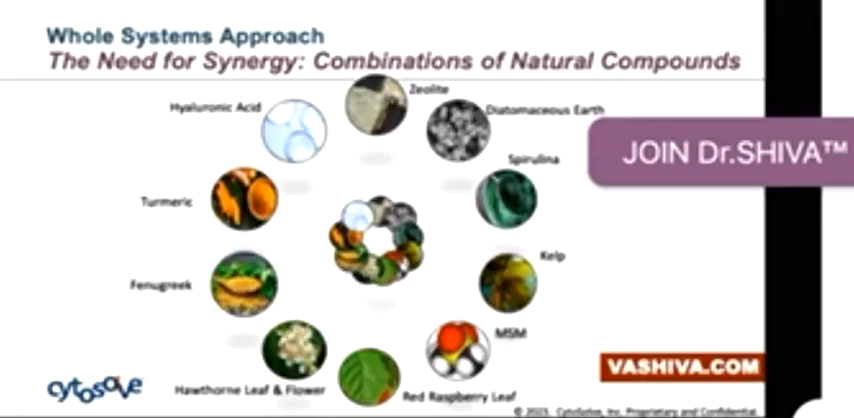 Whole Systems Approach
The Need for Synergy: Combinations of Natural Compounds
Zeolite
Hyaluronic Acid
Diatomaceous Earth
JOIN Dr.SHIVA™
Spirulina
Turmeric
Kelp
Fenugreek
MSM
VASHIVA.COM
cytosolve
Hawthorne Leaf & Flower
Red Raspberry Leaf
CytoSolve, Inc. Proprietary and Confidential.